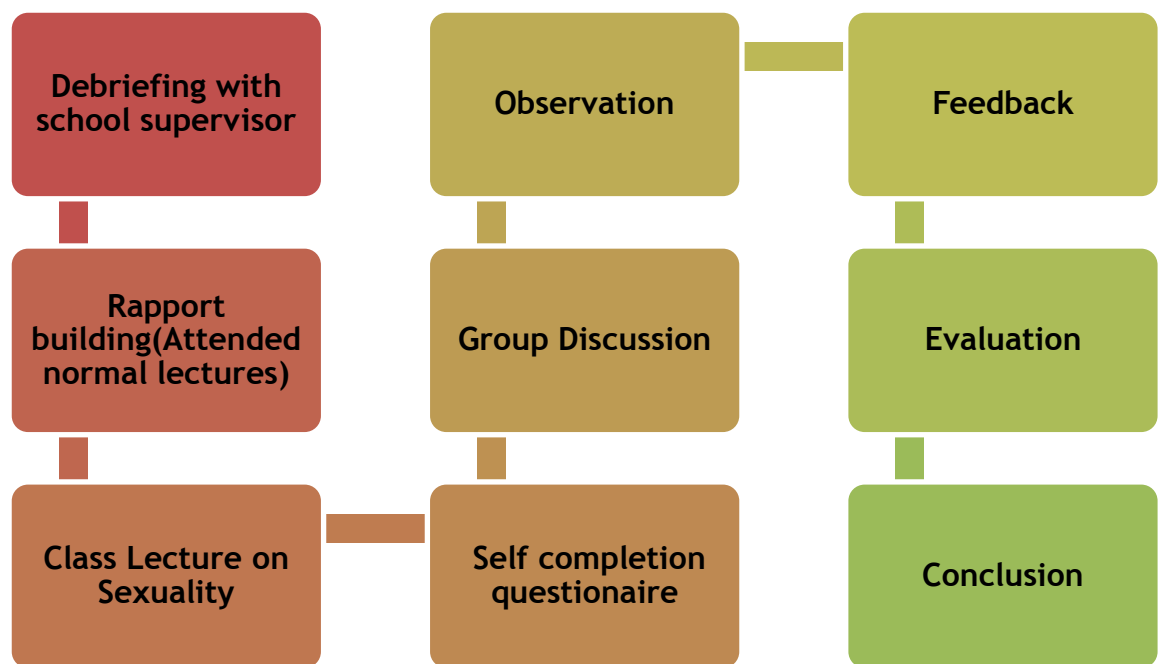 Debriefing with
school supervisor
Rapport
building(Attended
normal lectures)
Class Lecture on
Sexuality
Self completion
questionaire
Group Discussion
Observation
Feedback
Evaluation
Conclusion